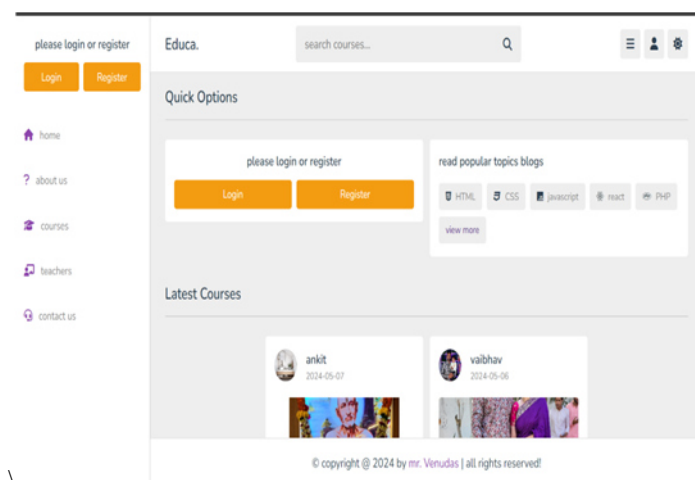 please login or register
Login Register
home
about us
courses
teachers
contact us
Educa.
search courses...
Quick Options
please login or register
Login Register
read popular topics blogs
HTML CSS javascript react PHP
view more
Latest Courses
ankit
2024-05-07
vaibhav
2024-05-06
© copyright @ 2024 by mr. Venudas | all rights reserved!
\